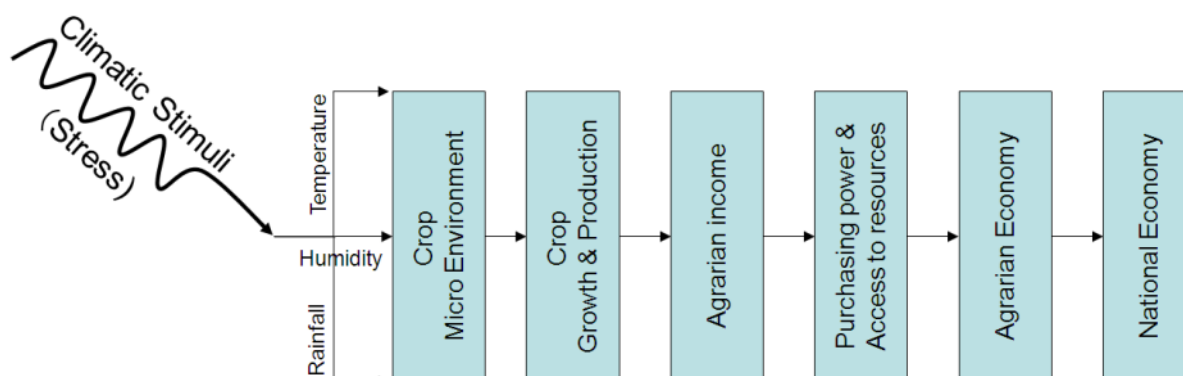 Climatic Stimuli
(Stress)
Temperature
Humidity
Rainfall
Crop
Micro Environment
Crop
Growth & Production
Agrarian income
Purchasing power &
Access to resources
Agrarian Economy
National Economy